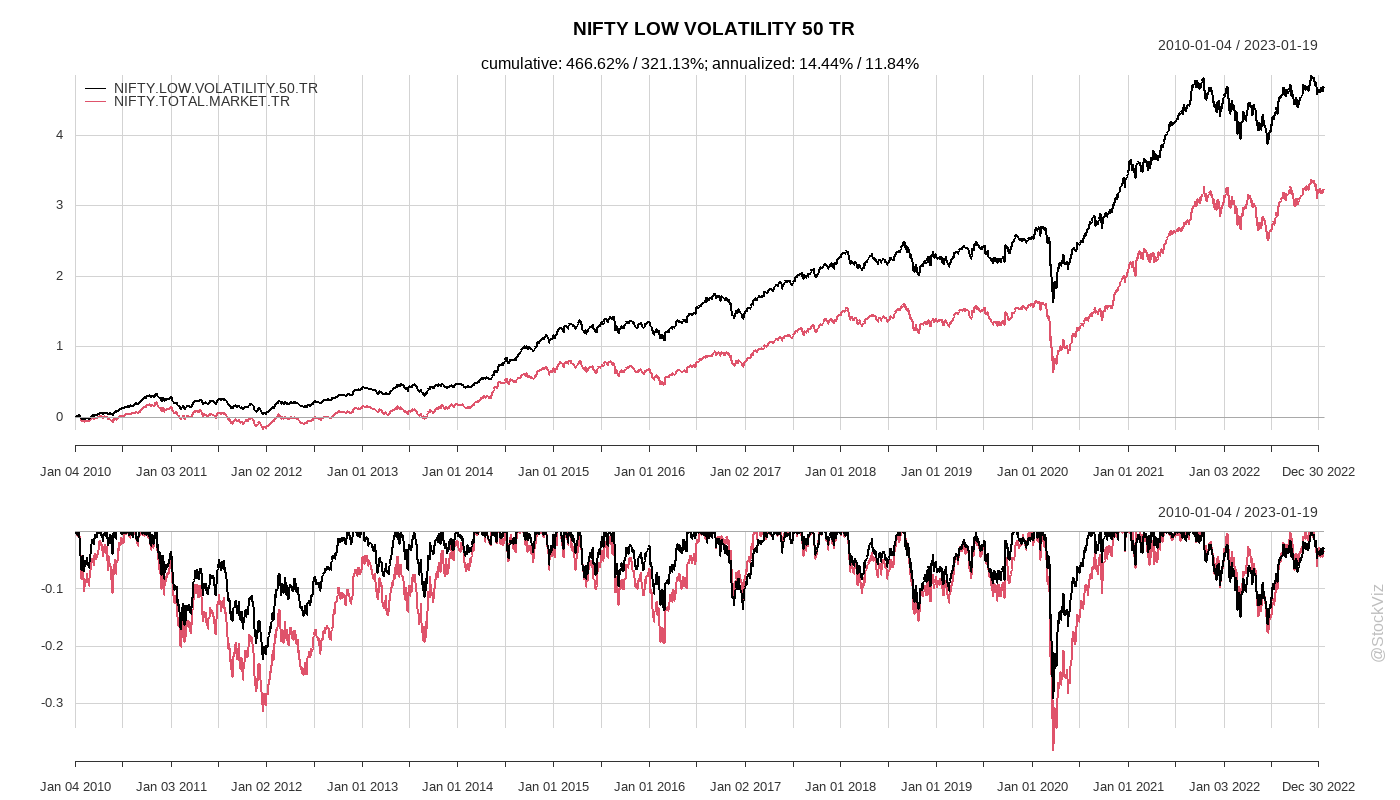 NIFTY LOW VOLATILITY 50 TR
2010-01-04 / 2023-01-19
cumulative: 466.62% / 321.13%; annualized: 14.44% / 11.84%
NIFTY.LOW.VOLATILITY.50.TR
NIFTY.TOTAL.MARKET.TR
4
3
2
1
0
Jan 04 2010 Jan 03 2011 Jan 02 2012 Jan 01 2013 Jan 01 2014 Jan 01 2015 Jan 01 2016 Jan 02 2017 Jan 01 2018 Jan 01 2019 Jan 01 2020 Jan 01 2021 Jan 03 2022 Dec 30 2022
2010-01-04 / 2023-01-19
-0.1
-0.2
-0.3
Jan 04 2010 Jan 03 2011 Jan 02 2012 Jan 01 2013 Jan 01 2014 Jan 01 2015 Jan 01 2016 Jan 02 2017 Jan 01 2018 Jan 01 2019 Jan 01 2020 Jan 01 2021 Jan 03 2022 Dec 30 2022
@StockViz